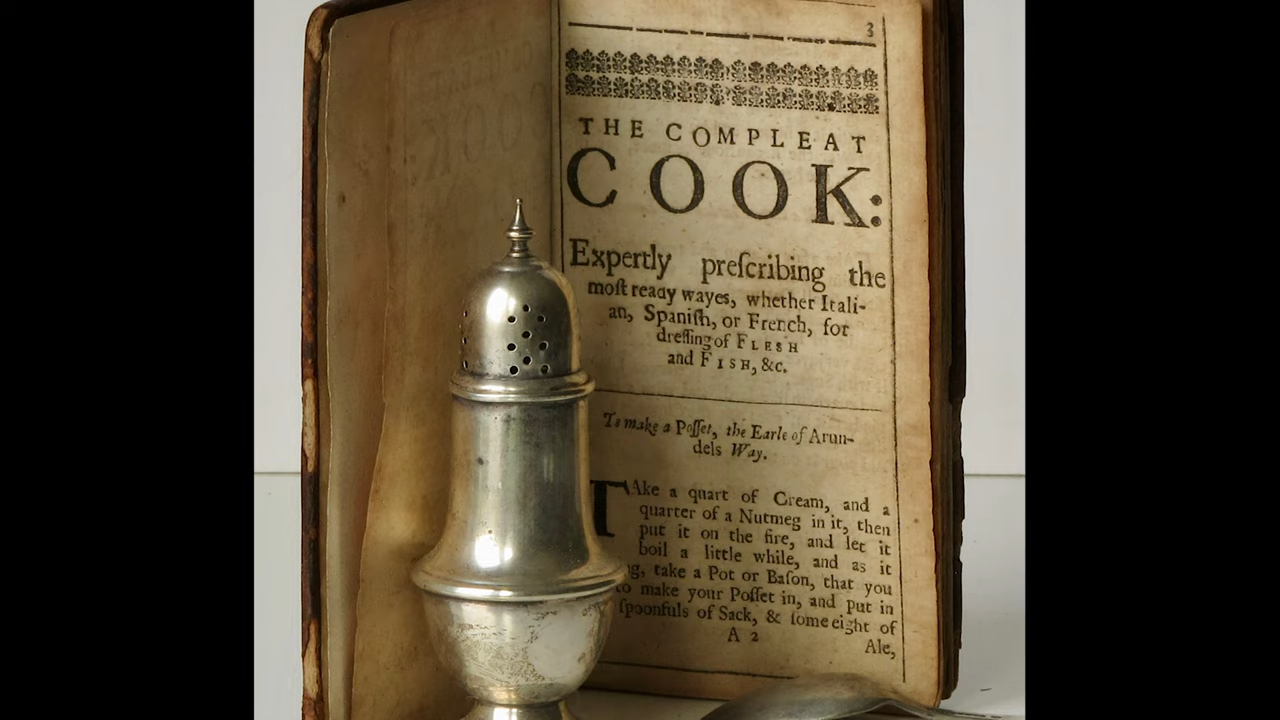 3
THE COMPLEAT
COOK:
Expertly preſcribing the
moſt ready wayes, whether Itali-
an, Spaniſh, or French, for
dreſſing of FLESH
and FISH, &c.
To make a Poſſet, the Earle of Arun-
dels Way.
TAke a quart of Cream, and a
quarter of a Nutmeg in it, then
put it on the fire, and let it
boil a little while, and as it
take a Pot or Baſon, that you
to make your Poſſet in, and put in
ſpoonfuls of Sack, & ſome eight of
A 2
Ale,